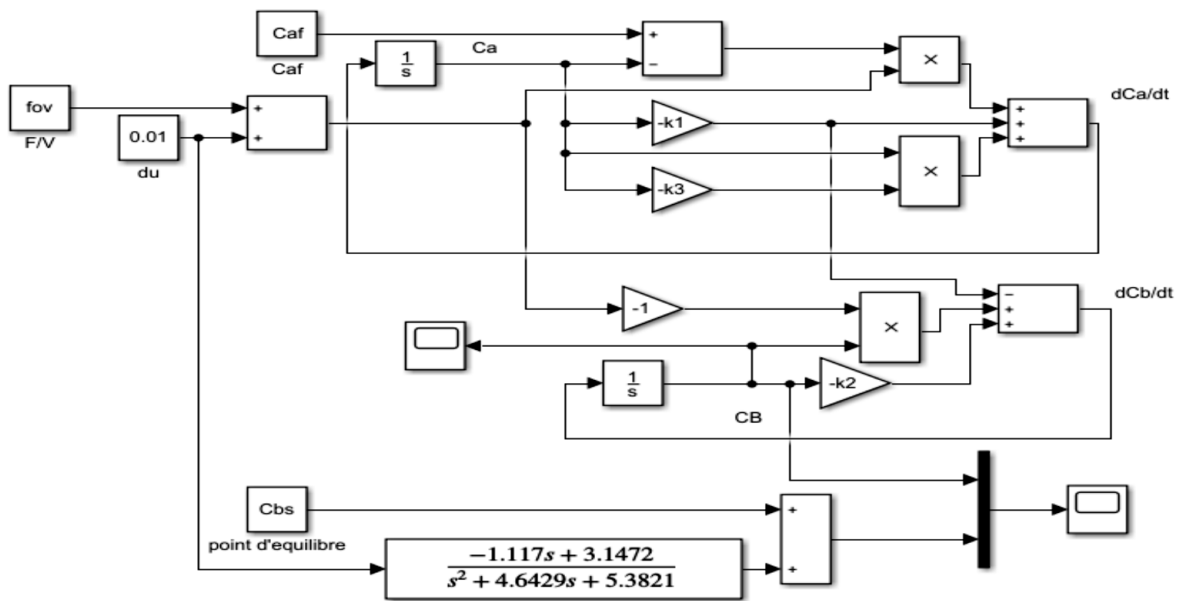 Caf
Caf
fov
F/V
0.01
du
+
+
1
s
Ca
+
−
×
-k1
-k3
×
dCa/dt
+
+
+
-1
×
dCb/dt
−
+
+
1
s
-k2
CB
Cbs
point d'equilibre
−1.117s + 3.1472
s² + 4.6429s + 5.3821
+
+